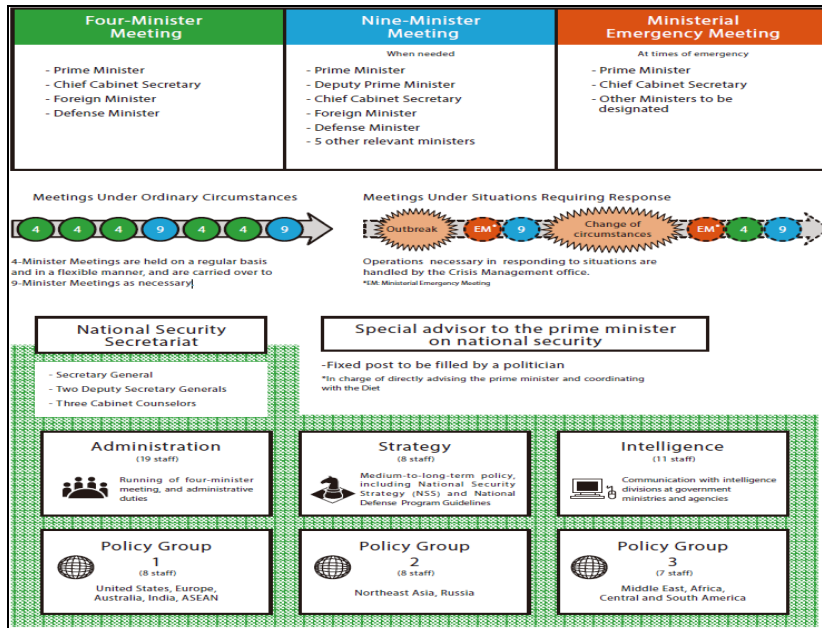 Four-Minister
Meeting
- Prime Minister
- Chief Cabinet Secretary
- Foreign Minister
- Defense Minister
Nine-Minister
Meeting
When needed
- Prime Minister
- Deputy Prime Minister
- Chief Cabinet Secretary
- Foreign Minister
- Defense Minister
- 5 other relevant ministers
Ministerial
Emergency Meeting
At times of emergency
- Prime Minister
- Chief Cabinet Secretary
- Other Ministers to be
designated
Meetings Under Ordinary Circumstances
4 4 4 9 4 4 9
4-Minister Meetings are held on a regular basis
and in a flexible manner, and are carried over to
9-Minister Meetings as necessary
Meetings Under Situations Requiring Response
Outbreak EM* 9 Change of
circumstances EM* 4 9
Operations necessary in responding to situations are
handled by the Crisis Management office.
*EM: Ministerial Emergency Meeting
National Security
Secretariat
- Secretary General
- Two Deputy Secretary Generals
- Three Cabinet Counselors
Special advisor to the prime minister
on national security
-Fixed post to be filled by a politician
*In charge of directly advising the prime minister and coordinating
with the Diet
Administration
(19 staff)
Running of four-minister
meeting, and administrative
duties
Strategy
(8 staff)
Medium-to-long-term policy,
including National Security
Strategy (NSS) and National
Defense Program Guidelines
Intelligence
(11 staff)
Communication with intelligence
divisions at government
ministries and agencies
Policy Group
1
(8 staff)
United States, Europe,
Australia, India, ASEAN
Policy Group
2
(8 staff)
Northeast Asia, Russia
Policy Group
3
(7 staff)
Middle East, Africa,
Central and South America